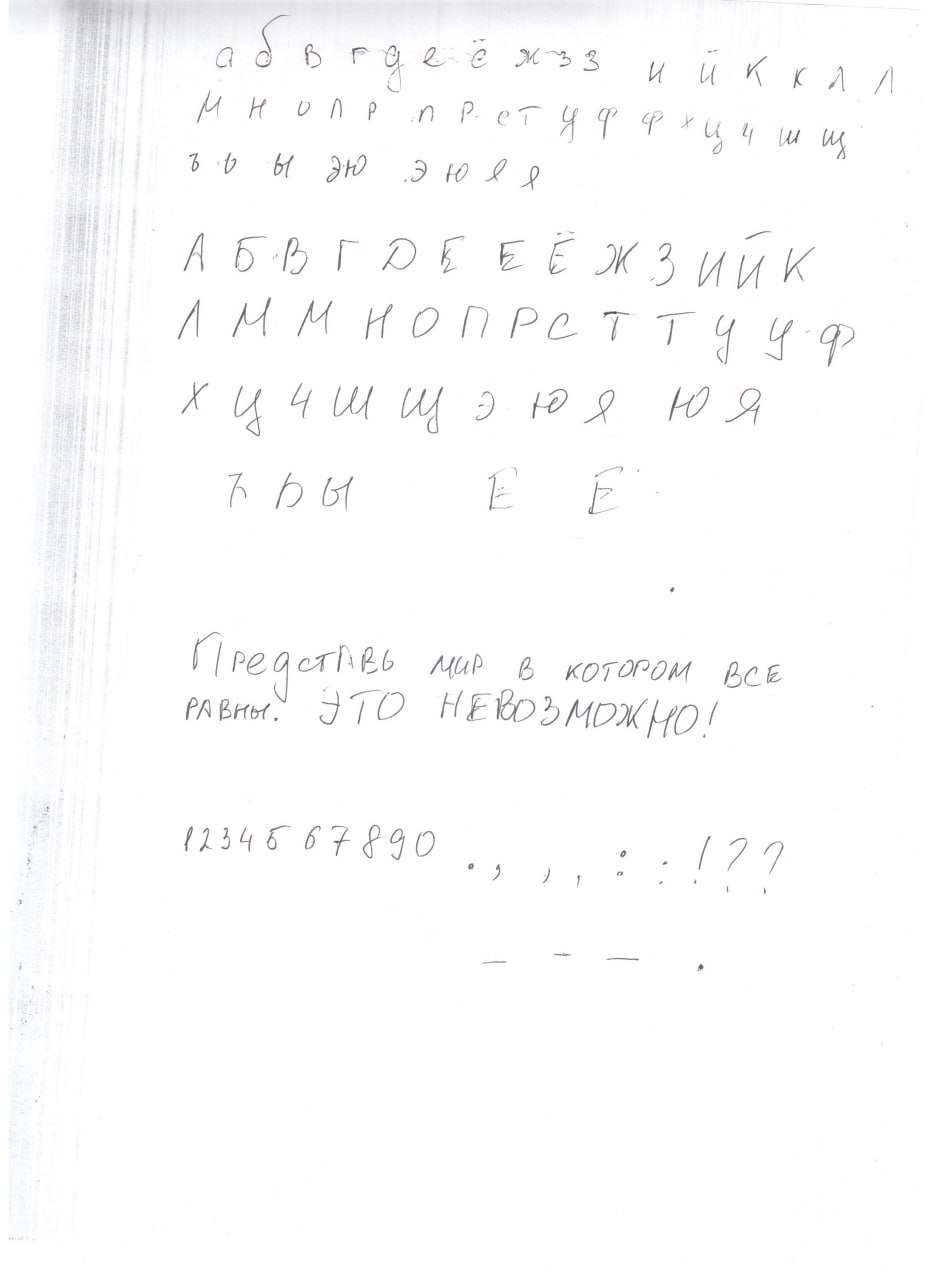 а б в г д е ё ж з з и й К к л л
м н о п р п р с т у ф ф х ц ч ш щ
ъ ь ы э ю э ю я я
А Б В Г Д Е Е Ё Ж З И Й К
Л М М Н О П Р С Т Т У У Ф
Х Ц Ч Ш Щ Э Ю Я Ю Я
Ъ Ь Ы Е Е
Представь мир в котором все
равны. ЭТО НЕВОЗМОЖНО!
1 2 3 4 5 6 7 8 9 0 . , , , : : ! ? ?
_ - — .